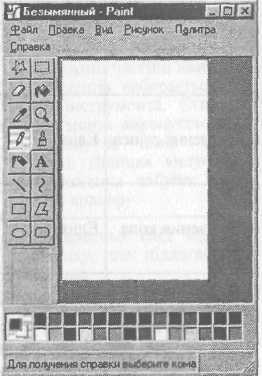 Безымянный - Paint
Файл Правка Вид Рисунок Палитра
Справка
A
Для получения справки выберите кома